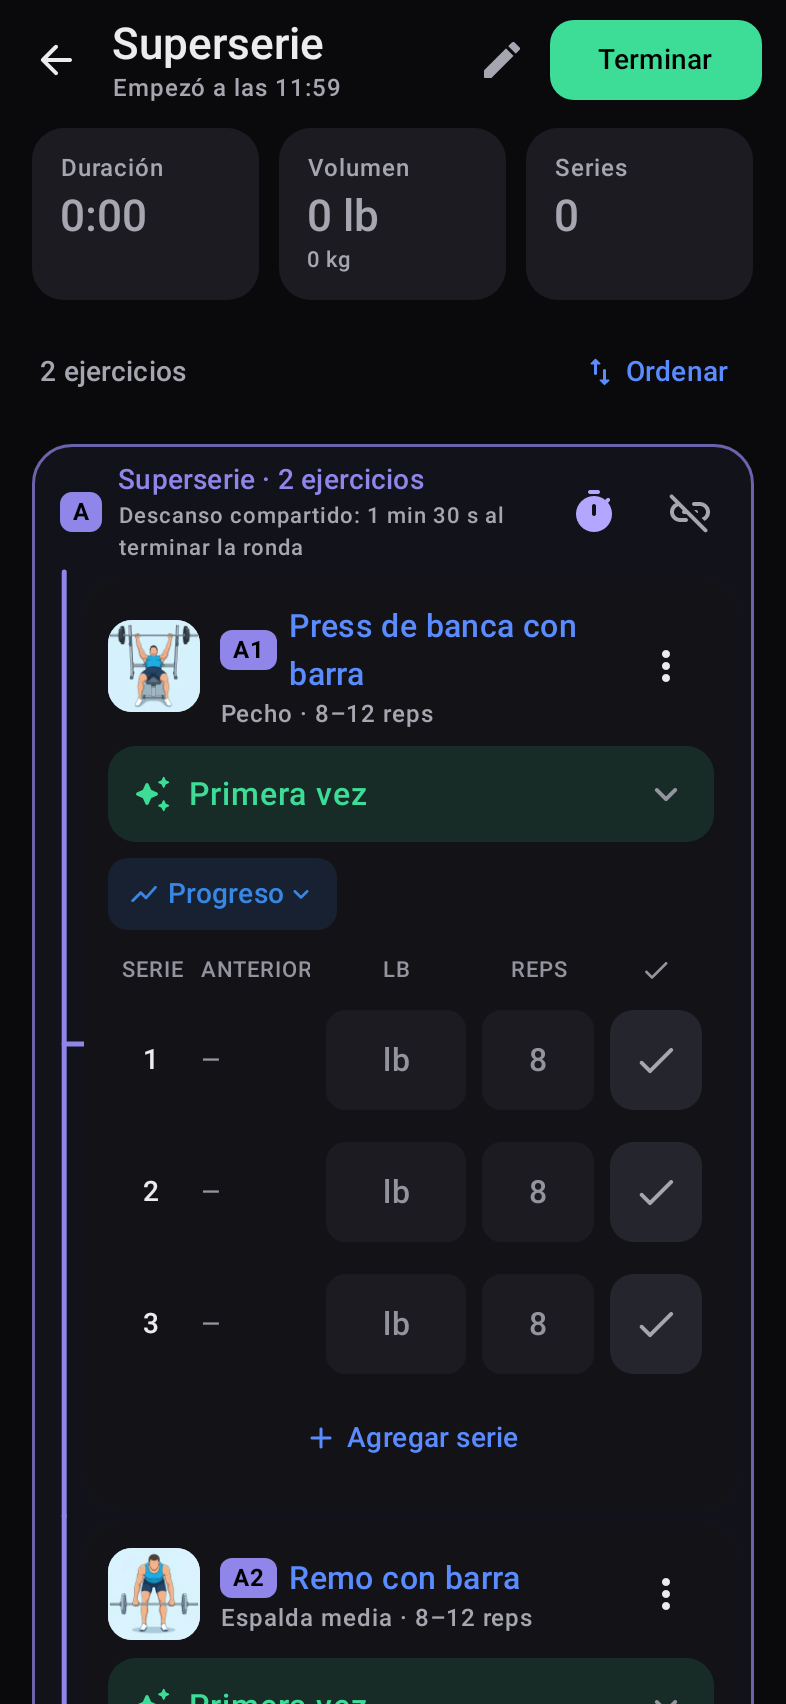 Superserie
Empezó a las 11:59
Terminar
Duración
0:00
Volumen
0 lb
0 kg
Series
0
2 ejercicios
Ordenar
A
Superserie · 2 ejercicios
Descanso compartido: 1 min 30 s al
terminar la ronda
A1
Press de banca con
barra
Pecho · 8–12 reps
Primera vez
Progreso
SERIE ANTERIOR LB REPS
1 – lb 8
2 – lb 8
3 – lb 8
+ Agregar serie
A2 Remo con barra
Espalda media · 8–12 reps
Primera vez